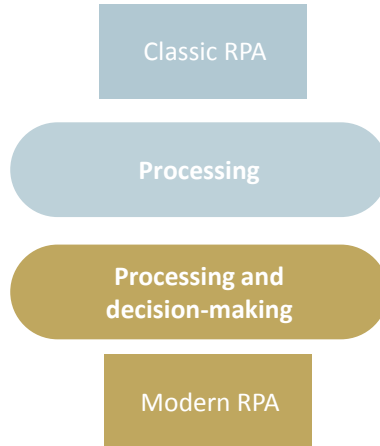 Classic RPA
Processing
Processing and
decision-making
Modern RPA